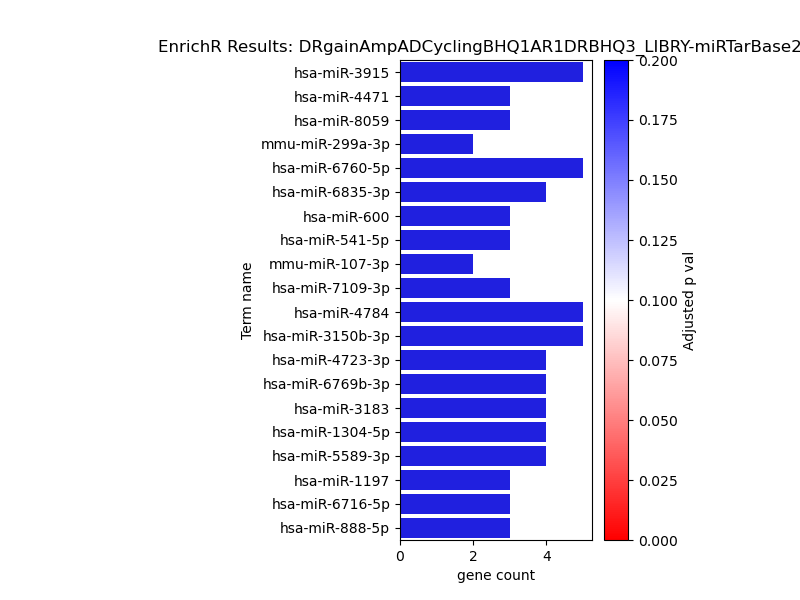 EnrichR Results: DRgainAmpADCyclingBHQ1AR1DRBHQ3_LIBRY-miRTarBase2
hsa-miR-3915
hsa-miR-4471
hsa-miR-8059
mmu-miR-299a-3p
hsa-miR-6760-5p
hsa-miR-6835-3p
hsa-miR-600
hsa-miR-541-5p
mmu-miR-107-3p
hsa-miR-7109-3p
hsa-miR-4784
hsa-miR-3150b-3p
hsa-miR-4723-3p
hsa-miR-6769b-3p
hsa-miR-3183
hsa-miR-1304-5p
hsa-miR-5589-3p
hsa-miR-1197
hsa-miR-6716-5p
hsa-miR-888-5p
Term name
0 2 4
gene count
0.200
0.175
0.150
0.125
0.100
0.075
0.050
0.025
0.000
Adjusted p val